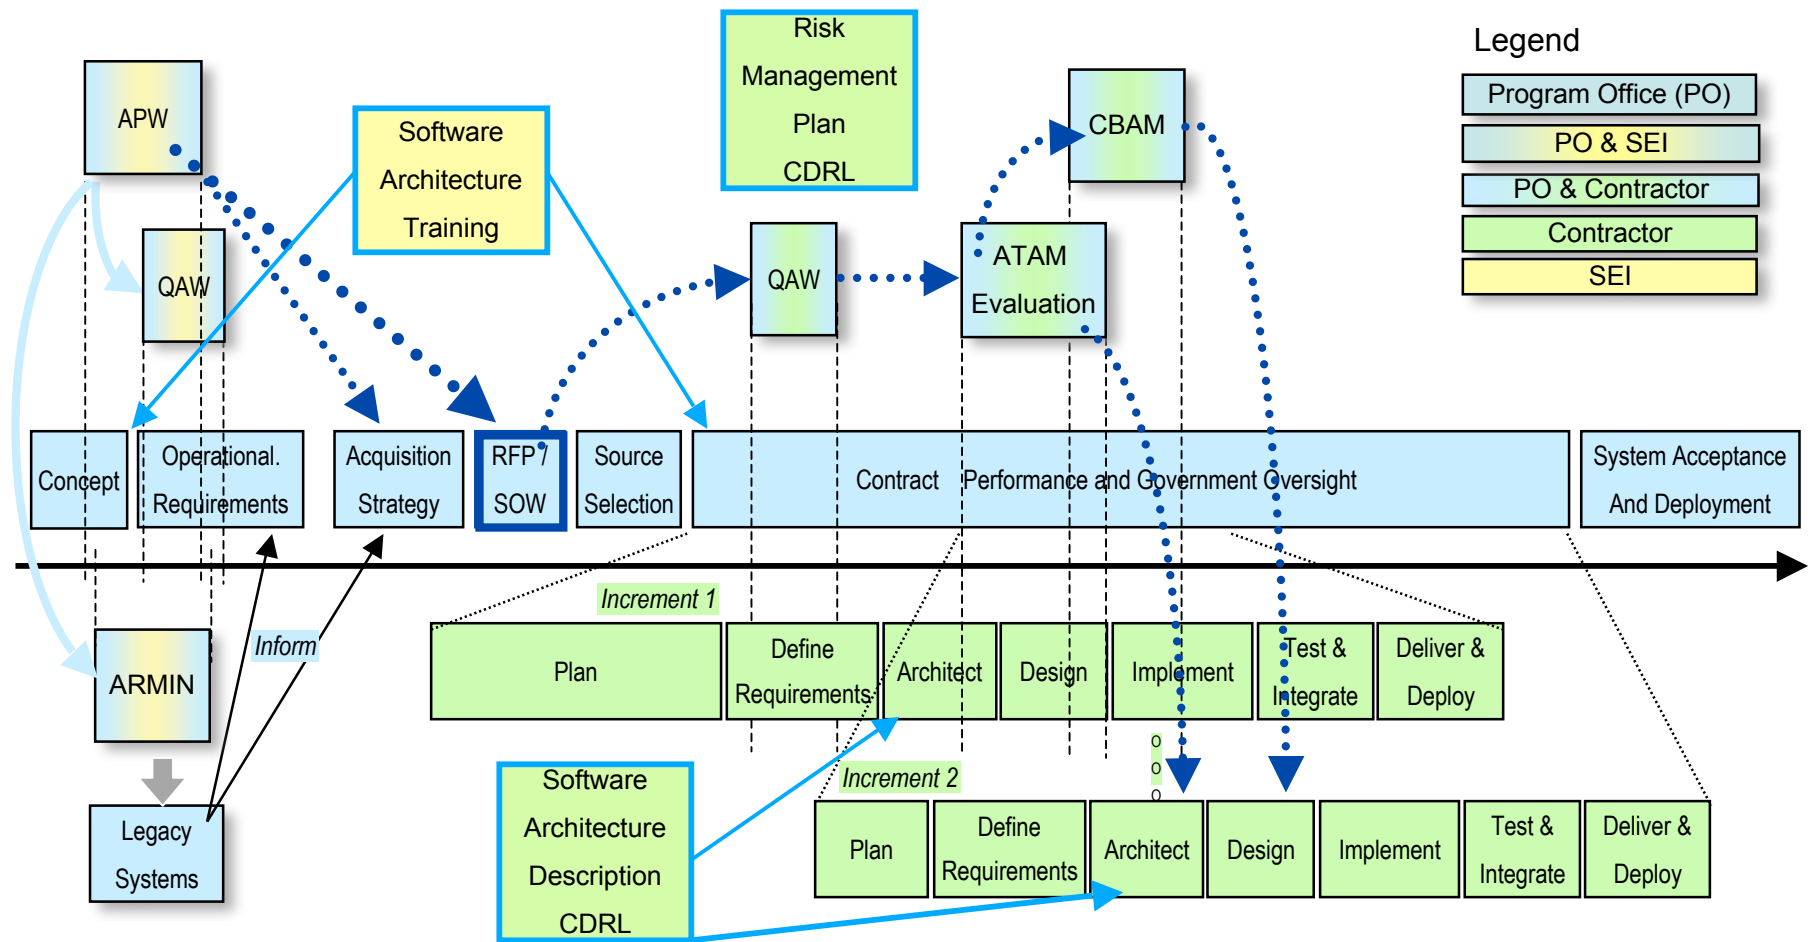 Risk
Management
Plan
CDRL
Legend
Program Office (PO)
PO & SEI
PO & Contractor
Contractor
SEI
APW
Software
Architecture
Training
CBAM
QAW
QAW
ATAM
Evaluation
Concept
Operational.
Requirements
Acquisition
Strategy
RFP /
SOW
Source
Selection
Contract Performance and Government Oversight
System Acceptance
And Deployment
Increment 1
Inform
ARMIN
Plan
Define
Requirements
Architect
Design
Implement
Test &
Integrate
Deliver &
Deploy
o
o
o
Increment 2
Software
Architecture
Description
CDRL
Legacy
Systems
Plan
Define
Requirements
Architect
Design
Implement
Test &
Integrate
Deliver &
Deploy